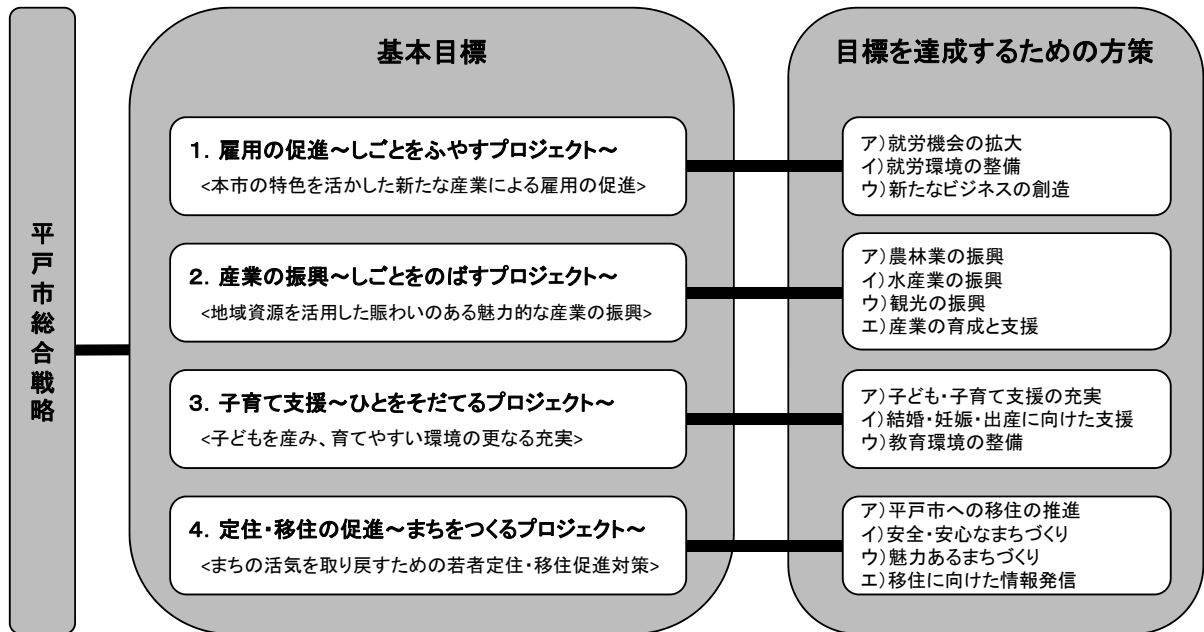 平戸市総合戦略
基本目標
1．雇用の促進～しごとをふやすプロジェクト～
<本市の特色を活かした新たな産業による雇用の促進>
2．産業の振興～しごとをのばすプロジェクト～
<地域資源を活用した賑わいのある魅力的な産業の振興>
3．子育て支援～ひとをそだてるプロジェクト～
<子どもを産み、育てやすい環境の更なる充実>
4．定住・移住の促進～まちをつくるプロジェクト～
<まちの活気を取り戻すための若者定住・移住促進対策>
目標を達成するための方策
ア）就労機会の拡大
イ）就労環境の整備
ウ）新たなビジネスの創造
ア）農林業の振興
イ）水産業の振興
ウ）観光の振興
エ）産業の育成と支援
ア）子ども・子育て支援の充実
イ）結婚・妊娠・出産に向けた支援
ウ）教育環境の整備
ア）平戸市への移住の推進
イ）安全・安心なまちづくり
ウ）魅力あるまちづくり
エ）移住に向けた情報発信